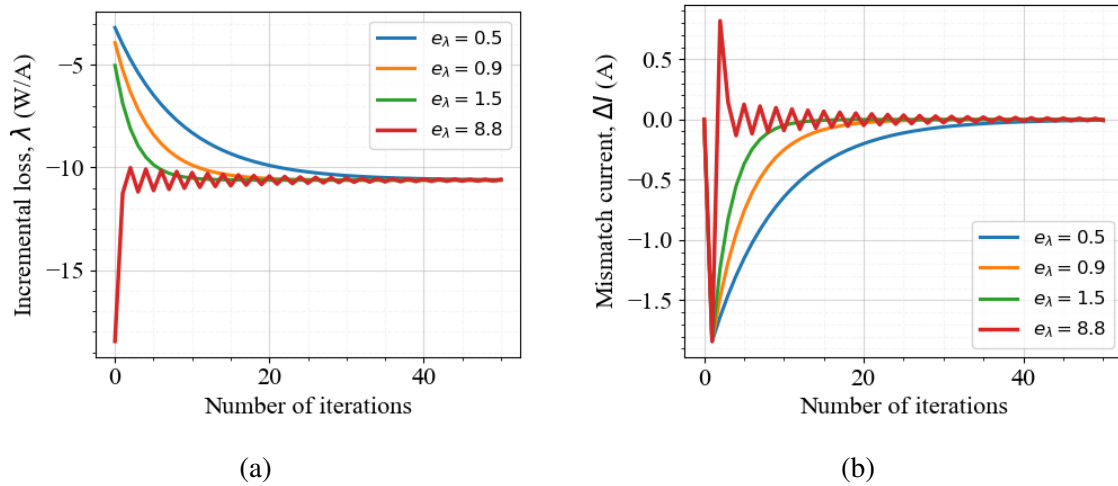 Incremental loss, λ (W/A)
−5
−10
−15
0
20
40
Number of iterations
e_λ = 0.5
e_λ = 0.9
e_λ = 1.5
e_λ = 8.8
(a)
Mismatch current, ΔI (A)
0.5
0.0
−0.5
−1.0
−1.5
0
20
40
Number of iterations
e_λ = 0.5
e_λ = 0.9
e_λ = 1.5
e_λ = 8.8
(b)